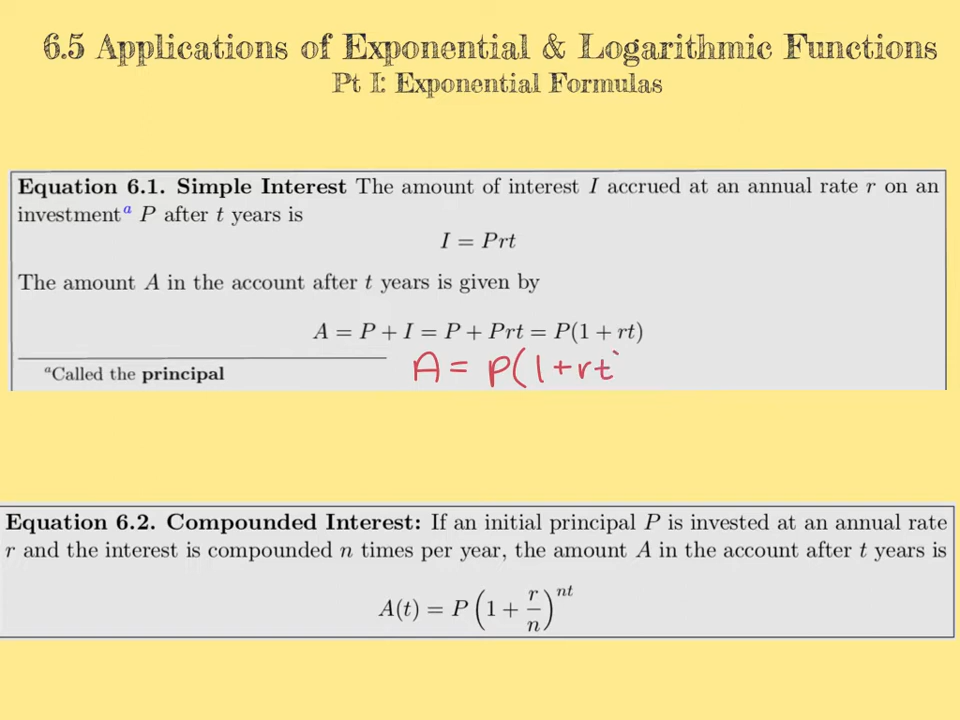 6.5 Applications of Exponential & Logarithmic Functions
Pt I: Exponential Formulas
Equation 6.1. Simple Interest The amount of interest I accrued at an annual rate r on an
investmentᵃ P after t years is
I = Prt
The amount A in the account after t years is given by
A = P + I = P + Prt = P(1 + rt)
A = P(1+rt
ᵃCalled the principal
Equation 6.2. Compounded Interest: If an initial principal P is invested at an annual rate
r and the interest is compounded n times per year, the amount A in the account after t years is
A(t) = P(1 + r/n)^nt